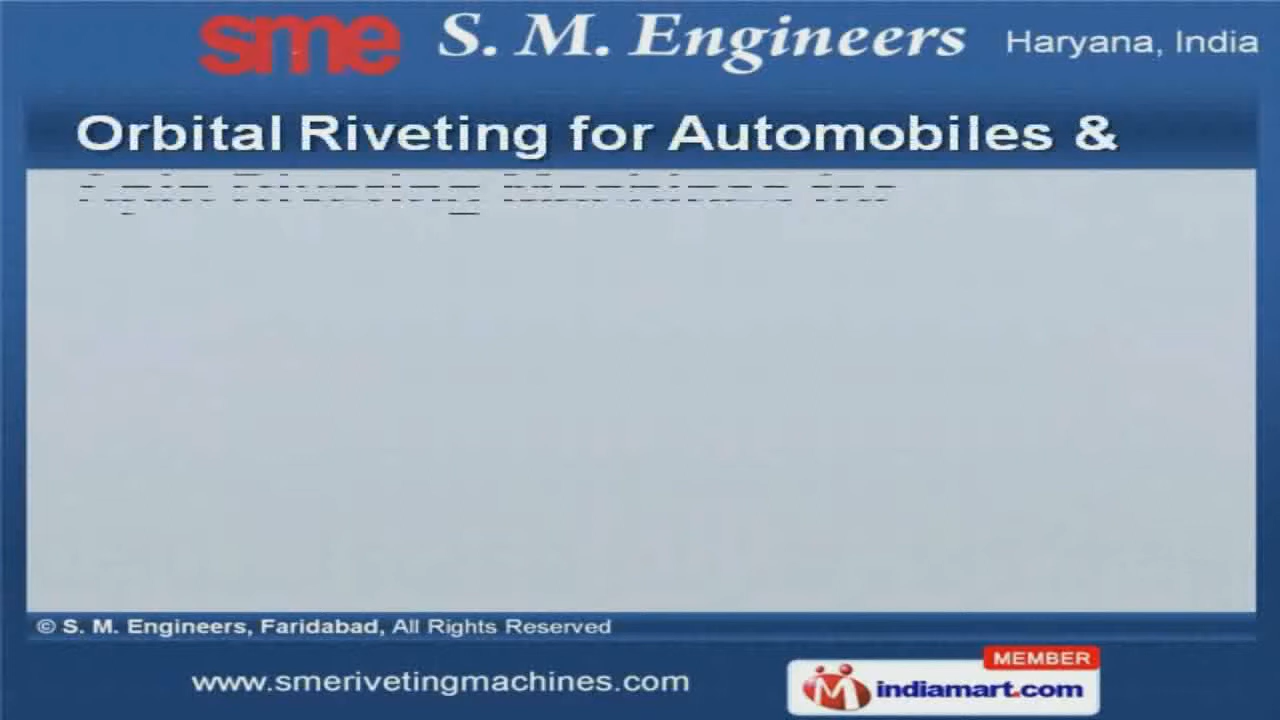 sme S. M. Engineers Haryana, India
Orbital Riveting for Automobiles &
© S. M. Engineers, Faridabad, All Rights Reserved
MEMBER
www.smerivetingmachines.com
indiamart.com